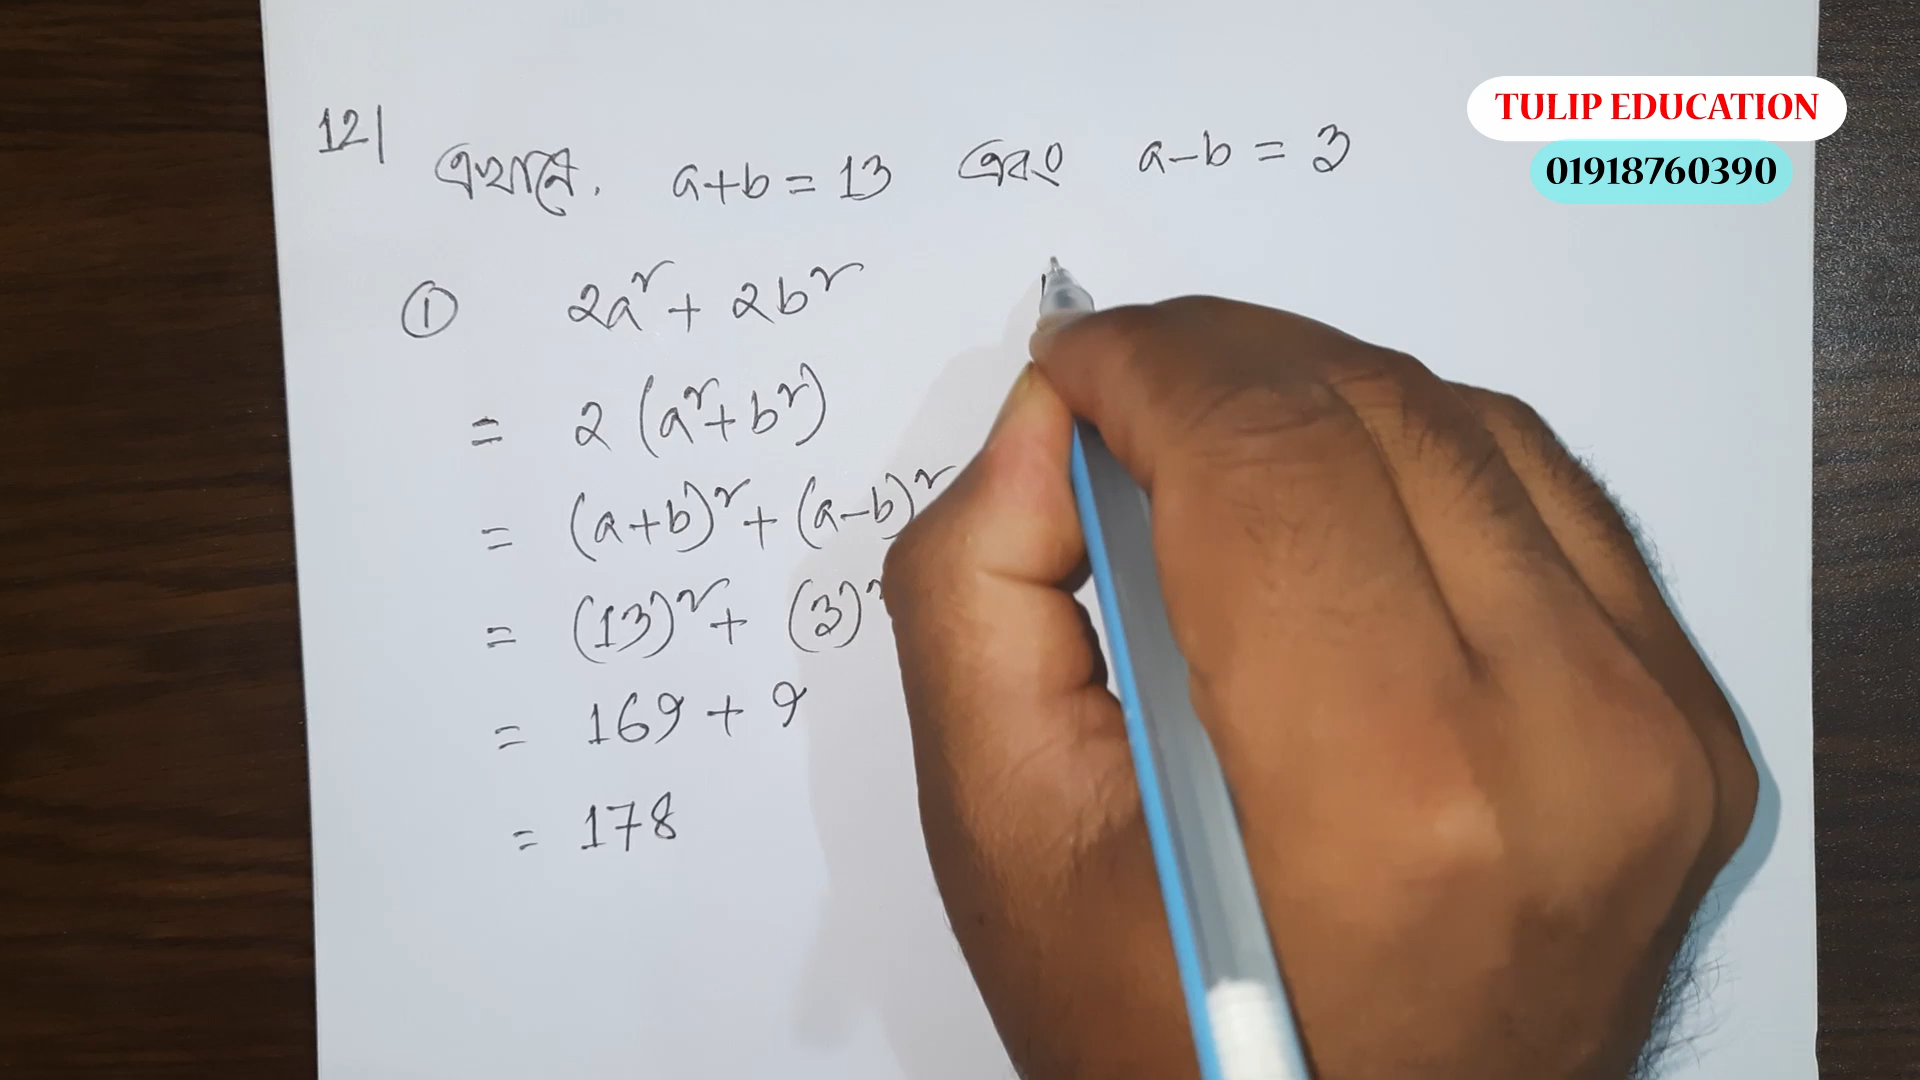 TULIP EDUCATION
01918760390
12|
এখানে, a+b = 13 এবং a-b = 3
① 2a² + 2b²
= 2 (a²+b²)
= (a+b)² + (a-b)²
= (13)² + (3)²
= 169 + 9
= 178